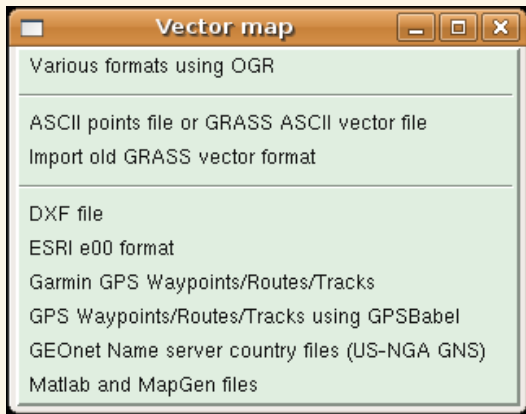 Vector map
Various formats using OGR
ASCII points file or GRASS ASCII vector file
Import old GRASS vector format
DXF file
ESRI e00 format
Garmin GPS Waypoints/Routes/Tracks
GPS Waypoints/Routes/Tracks using GPSBabel
GEOnet Name server country files (US-NGA GNS)
Matlab and MapGen files